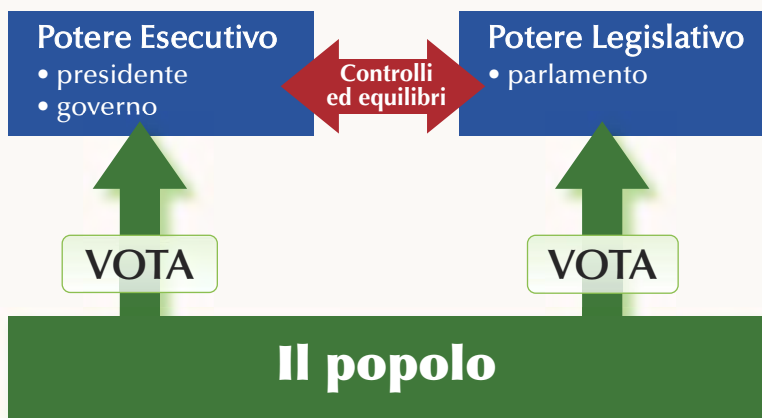 Potere Esecutivo
• presidente
• governo
Controlli
ed equilibri
Potere Legislativo
• parlamento
VOTA
VOTA
Il popolo